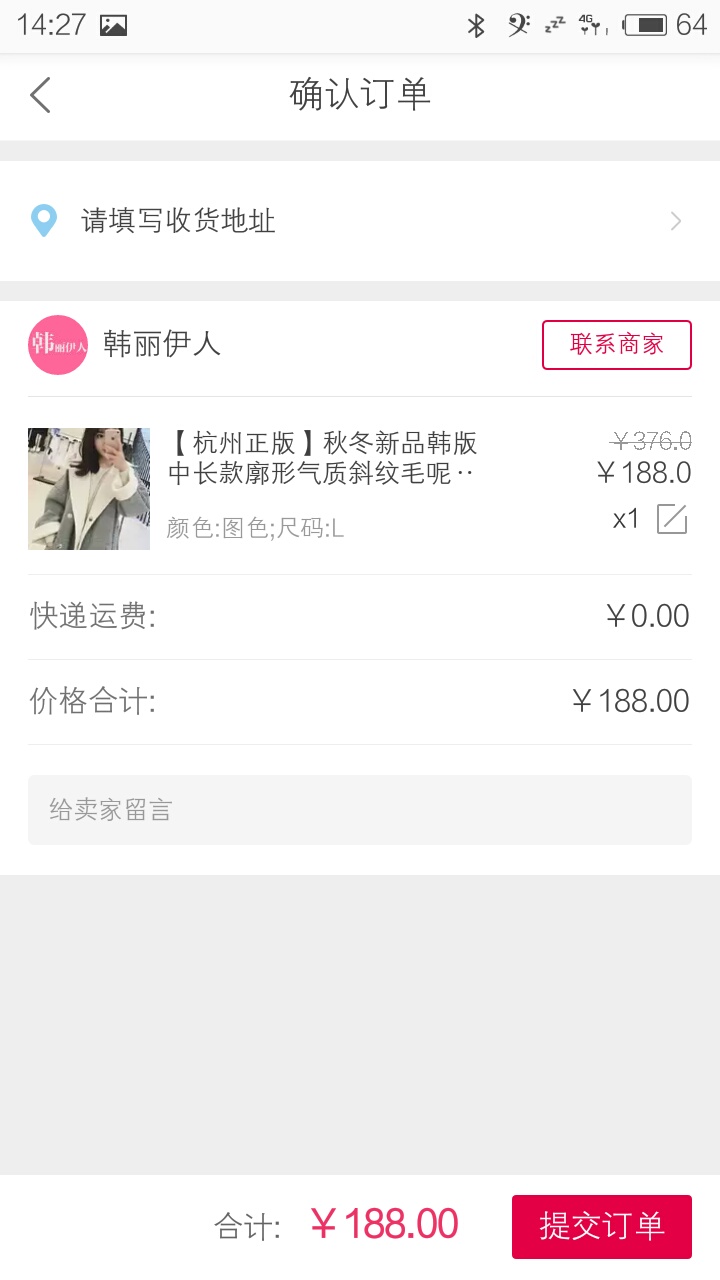 14:27
4G
64
确认订单
请填写收货地址
韩丽伊人
韩丽伊人
联系商家
【杭州正版】秋冬新品韩版
中长款廓形气质斜纹毛呢··
￥376.0
￥188.0
颜色:图色;尺码:L
x1
快递运费:
￥0.00
价格合计:
￥188.00
给卖家留言
合计: ￥188.00
提交订单